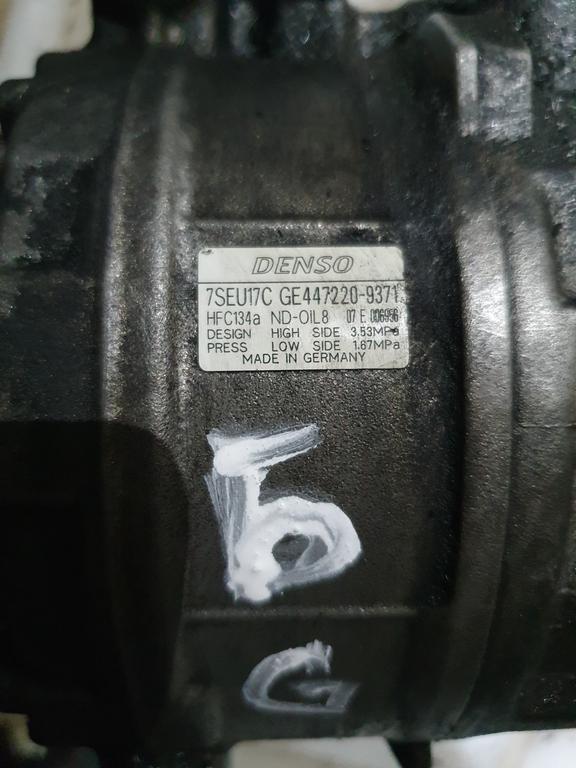 DENSO
7SEU17C GE447220-9371
HFC134a ND-OIL8 07 E 006996
DESIGN HIGH SIDE 3.53MPa
PRESS LOW SIDE 1.67MPa
MADE IN GERMANY
Б
G